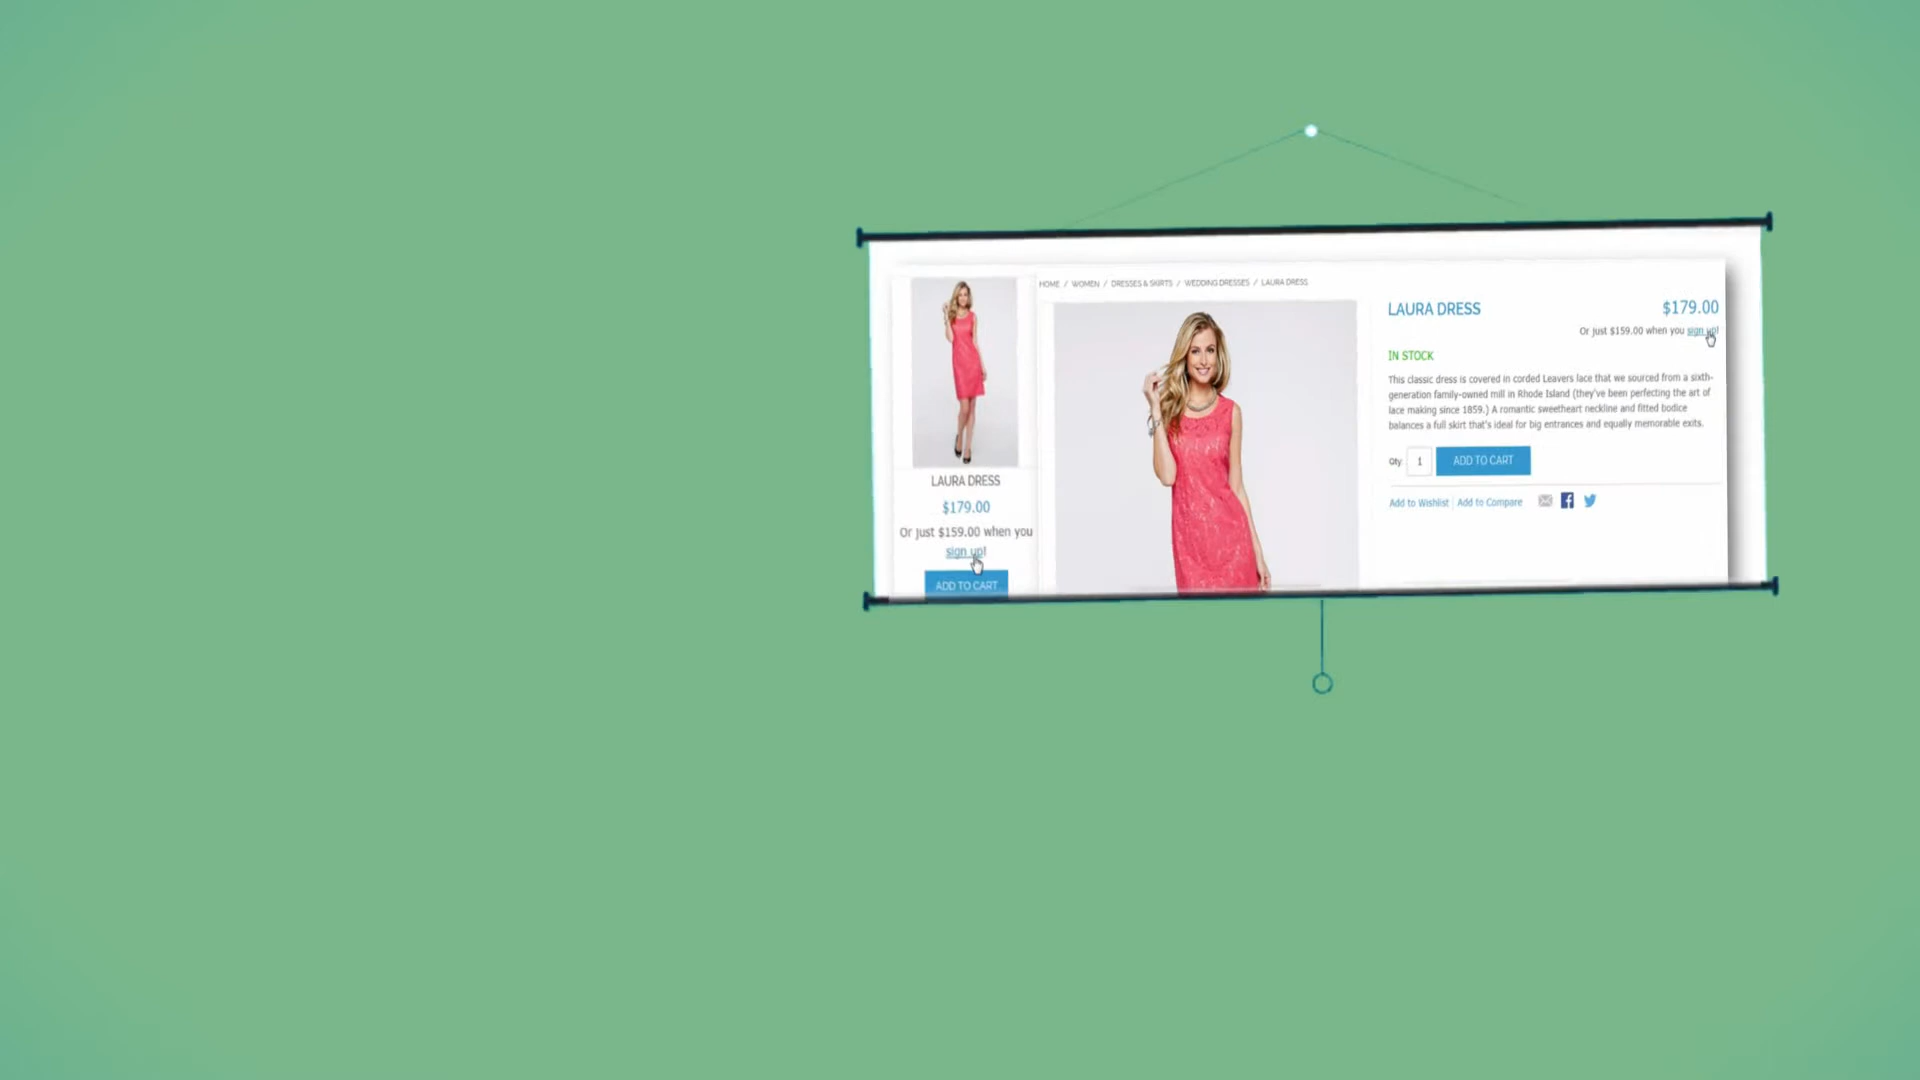 LAURA DRESS
$179.00
Or just $159.00 when you
sign up!
ADD TO CART
HOME / WOMEN / DRESSES & SKIRTS / WEDDING DRESSES / LAURA DRESS
LAURA DRESS
$179.00
Or just $159.00 when you sign up!
IN STOCK
This classic dress is covered in corded Leavers lace that we sourced from a sixth-
generation family-owned mill in Rhode Island (they've been perfecting the art of
lace making since 1859.) A romantic sweetheart neckline and fitted bodice
balances a full skirt that's ideal for big entrances and equally memorable exits.
Qty: 1 ADD TO CART
Add to Wishlist | Add to Compare